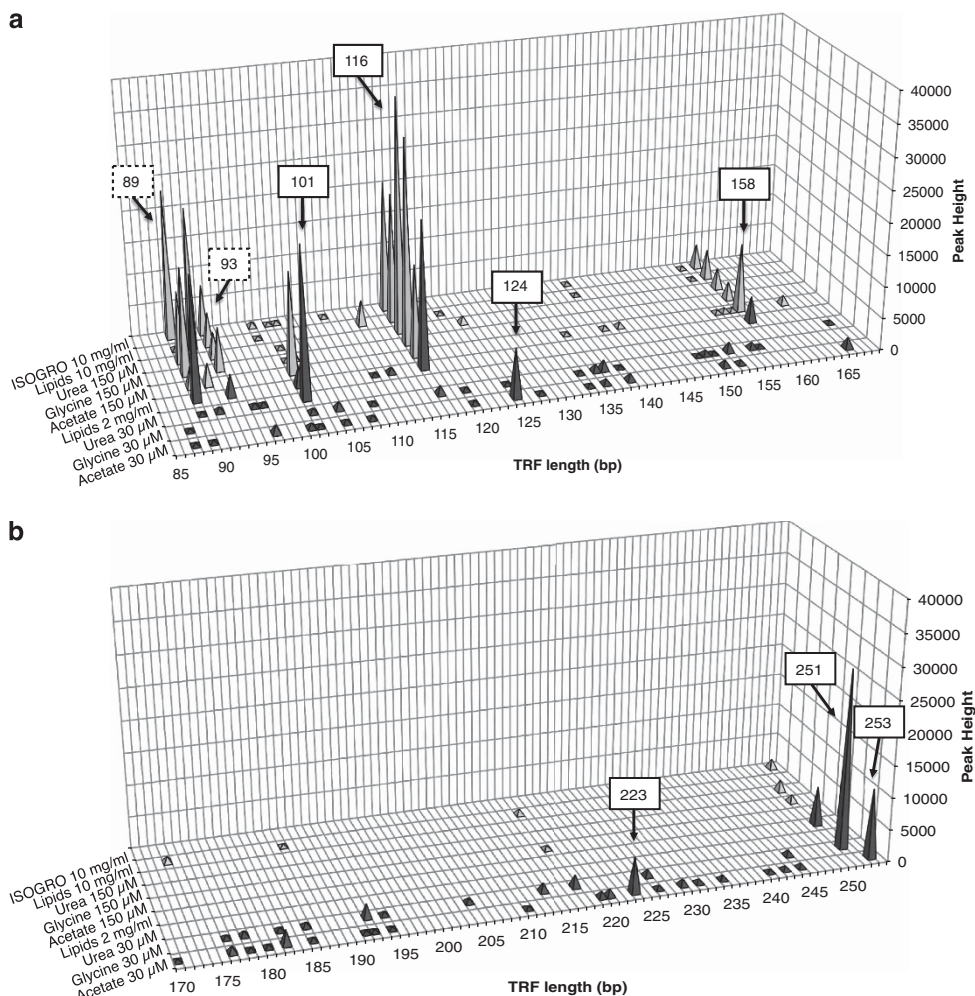 a
116
89
101
93
158
124
40000
35000
30000
25000
20000
15000
10000
5000
0
Peak Height
ISOGRO 10 mg/ml
Lipids 10 mg/ml
Urea 150 µM
Glycine 150 µM
Acetate 150 µM
Lipids 2 mg/ml
Urea 30 µM
Glycine 30 µM
Acetate 30 µM
85 90 95 100 105 110 115 120 125 130 135 140 145 150 155 160 165
TRF length (bp)
b
251
253
223
40000
35000
30000
25000
20000
15000
10000
5000
0
Peak Height
ISOGRO 10 mg/ml
Lipids 10 mg/ml
Urea 150 µM
Glycine 150 µM
Acetate 150 µM
Lipids 2 mg/ml
Urea 30 µM
Glycine 30 µM
Acetate 30 µM
170 175 180 185 190 195 200 205 210 215 220 225 230 235 240 245 250
TRF length (bp)